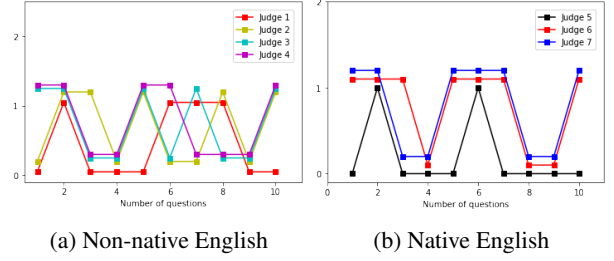 2
1
0
2 4 6 8 10
Number of questions
Judge 1
Judge 2
Judge 3
Judge 4
(a) Non-native English
2
1
0
0 2 4 6 8 10
Number of questions
Judge 5
Judge 6
Judge 7
(b) Native English